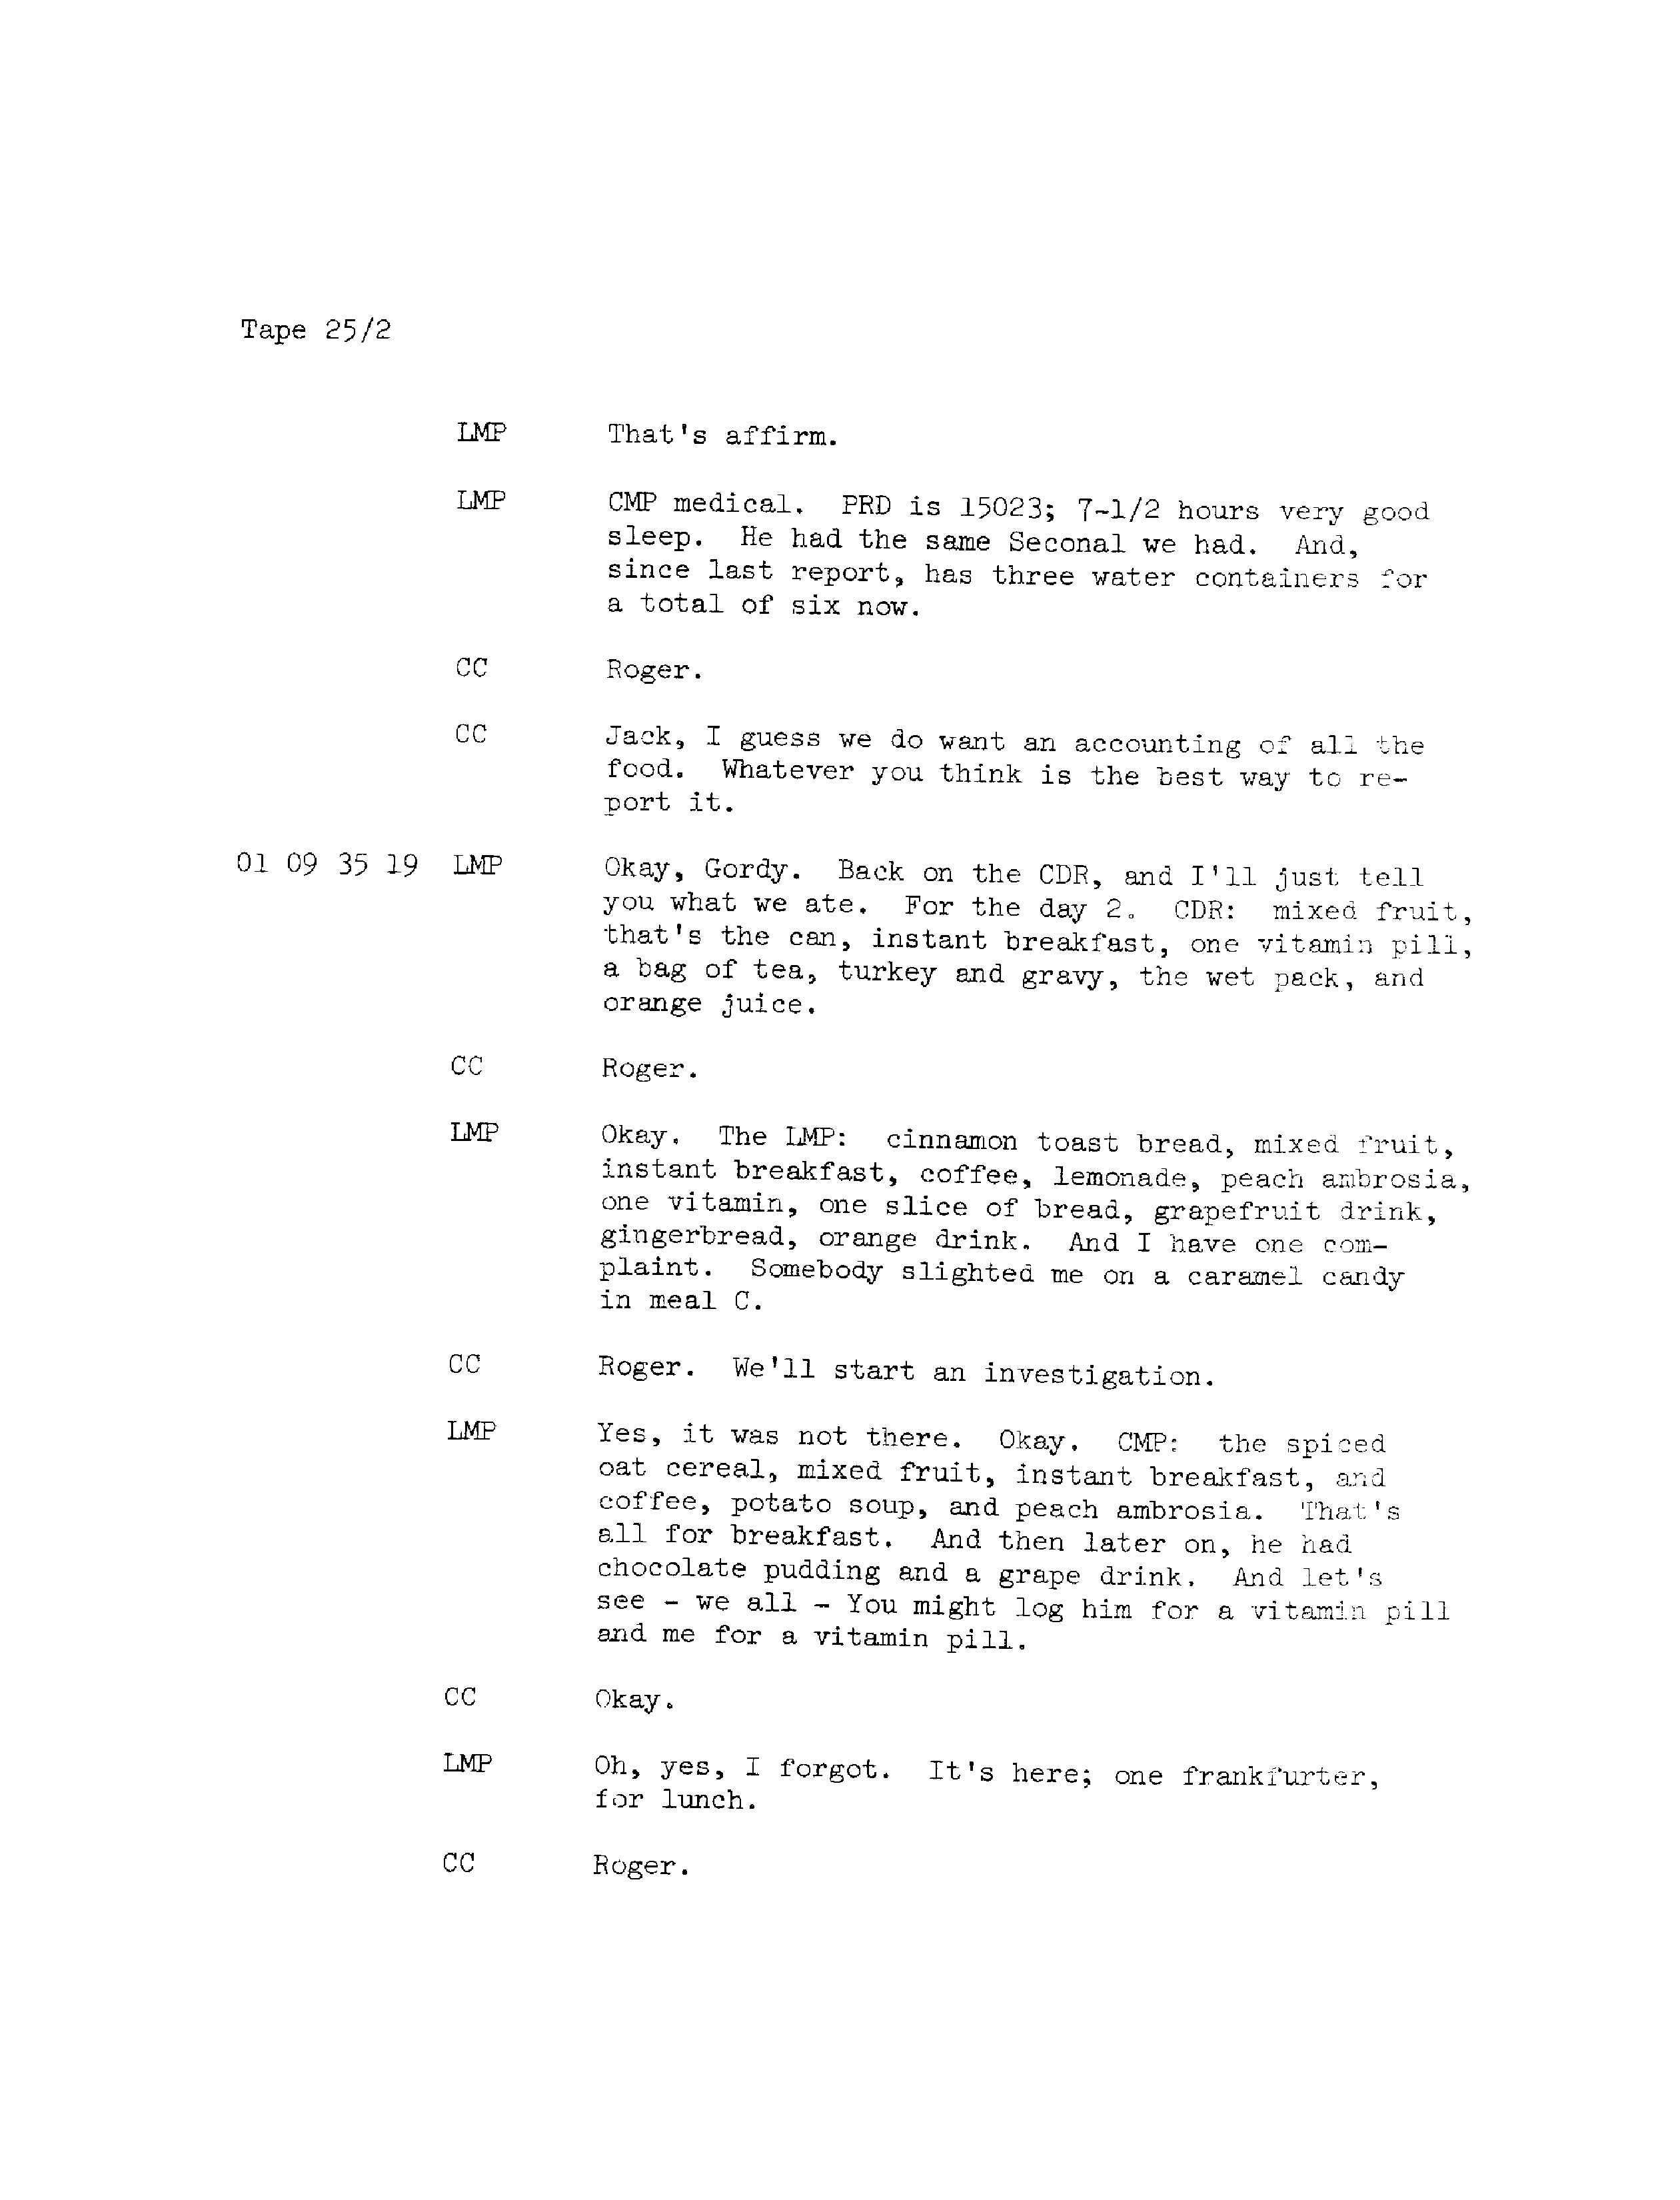 Tape 25/2
LMP That's affirm.
LMP CMP medical. PRD is 15023; 7-1/2 hours very good
sleep. He had the same Seconal we had. And,
since last report, has three water containers for
a total of six now.
CC Roger.
CC Jack, I guess we do want an accounting of all the
food. Whatever you think is the best way to re-
port it.
01 09 35 19 LMP Okay, Gordy. Back on the CDR, and I'll just tell
you what we ate. For the day 2. CDR: mixed fruit,
that's the can, instant breakfast, one vitamin pill,
a bag of tea, turkey and gravy, the wet pack, and
orange juice.
CC Roger.
LMP Okay. The LMP: cinnamon toast bread, mixed fruit,
instant breakfast, coffee, lemonade, peach ambrosia,
one vitamin, one slice of bread, grapefruit drink,
gingerbread, orange drink. And I have one com-
plaint. Somebody slighted me on a caramel candy
in meal C.
CC Roger. We'll start an investigation.
LMP Yes, it was not there. Okay. CMP: the spiced
oat cereal, mixed fruit, instant breakfast, and
coffee, potato soup, and peach ambrosia. That's
all for breakfast. And then later on, he had
chocolate pudding and a grape drink. And let's
see - we all - You might log him for a vitamin pill
and me for a vitamin pill.
CC Okay.
LMP Oh, yes, I forgot. It's here; one frankfurter,
for lunch.
CC Roger.